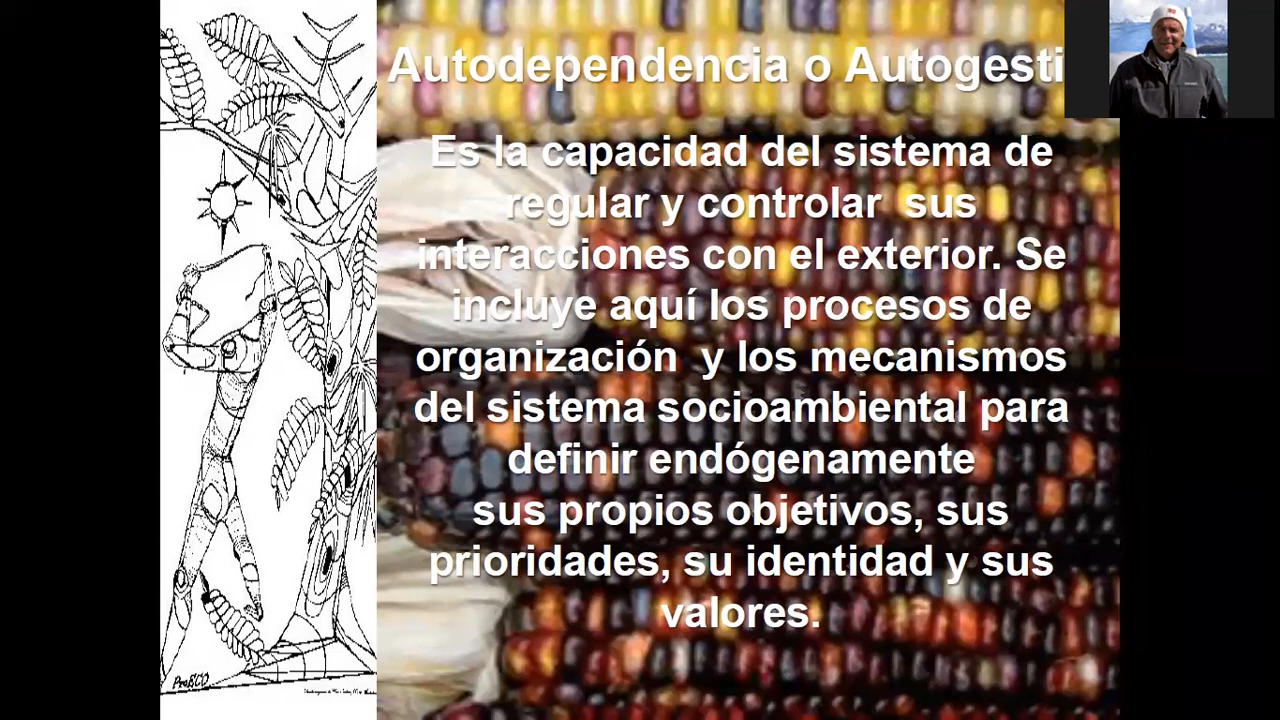 Autodependencia o Autogesti
Es la capacidad del sistema de
regular y controlar sus
interacciones con el exterior. Se
incluye aquí los procesos de
organización y los mecanismos
del sistema socioambiental para
definir endógenamente
sus propios objetivos, sus
prioridades, su identidad y sus
valores.